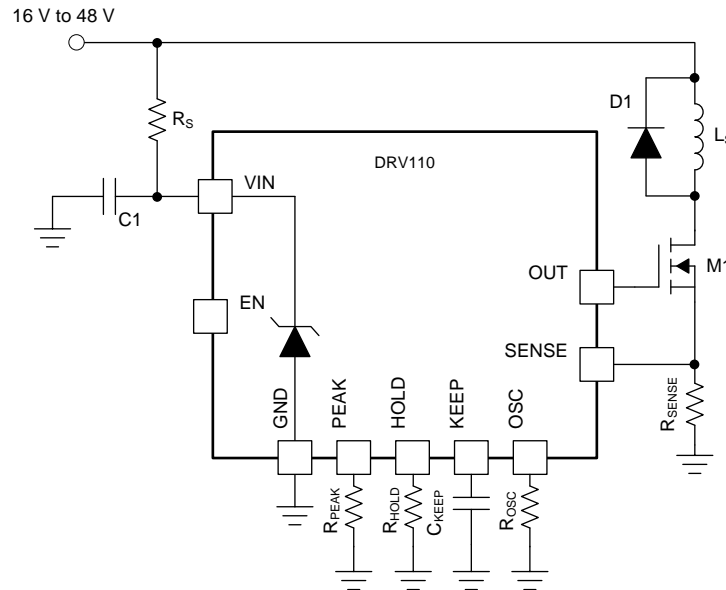 16 V to 48 V
D1
RS
L
DRV110
VIN
C1
M1
OUT
EN
SENSE
GND
PEAK
HOLD
KEEP
OSC
RSENSE
RPEAK
RHOLD
CKEEP
ROSC